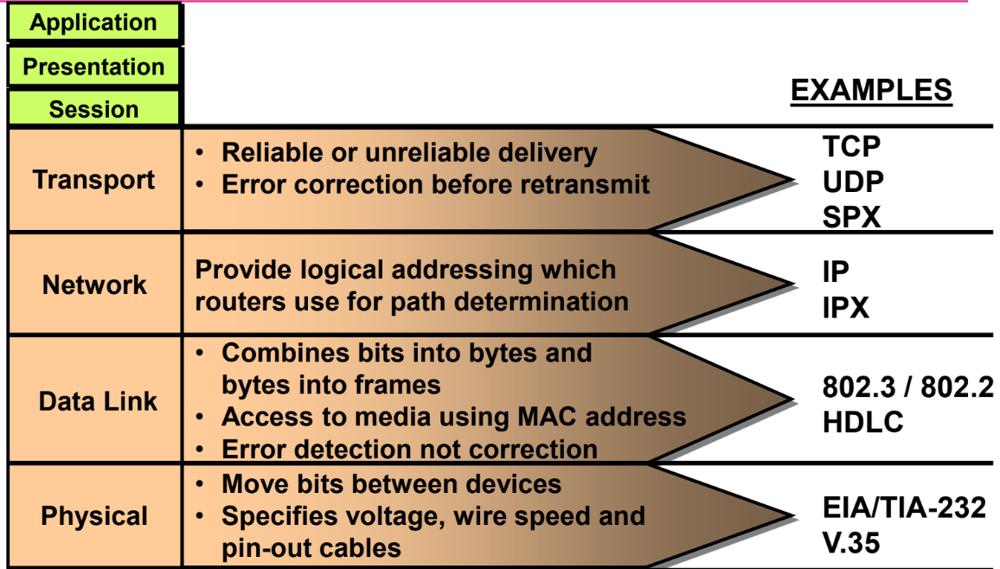 Application
Presentation
Session
EXAMPLES
Transport
• Reliable or unreliable delivery
• Error correction before retransmit
TCP
UDP
SPX
Network
Provide logical addressing which
routers use for path determination
IP
IPX
Data Link
• Combines bits into bytes and
bytes into frames
• Access to media using MAC address
• Error detection not correction
802.3 / 802.2
HDLC
Physical
• Move bits between devices
• Specifies voltage, wire speed and
pin-out cables
EIA/TIA-232
V.35